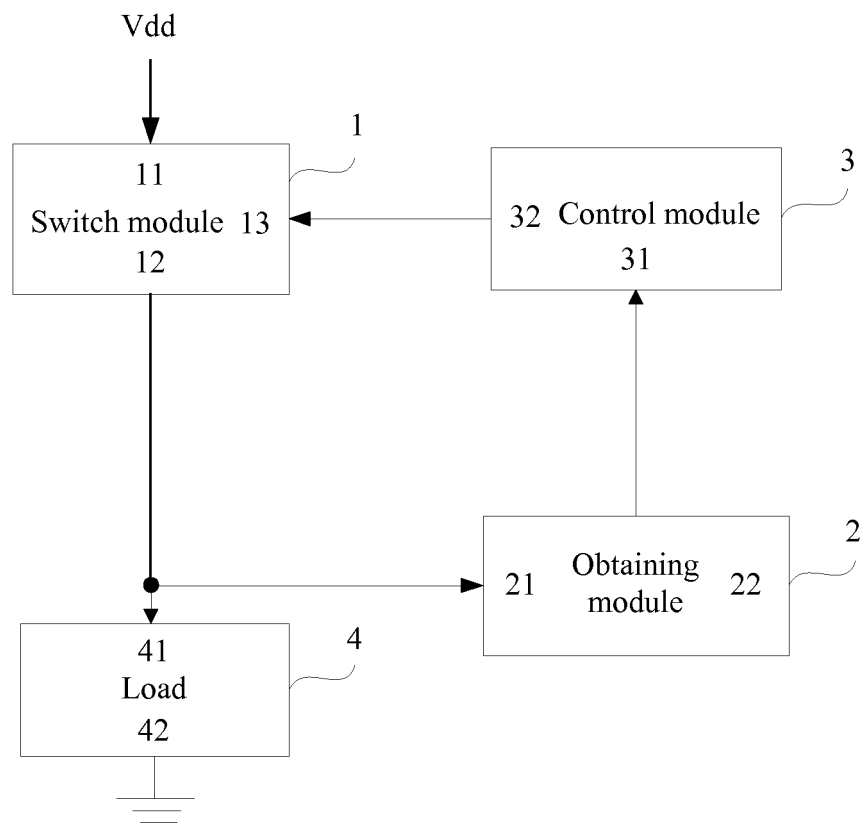 Vdd
1
11
Switch module 13
12
3
32 Control module
31
2
21 Obtaining 22
module
4
41
Load
42